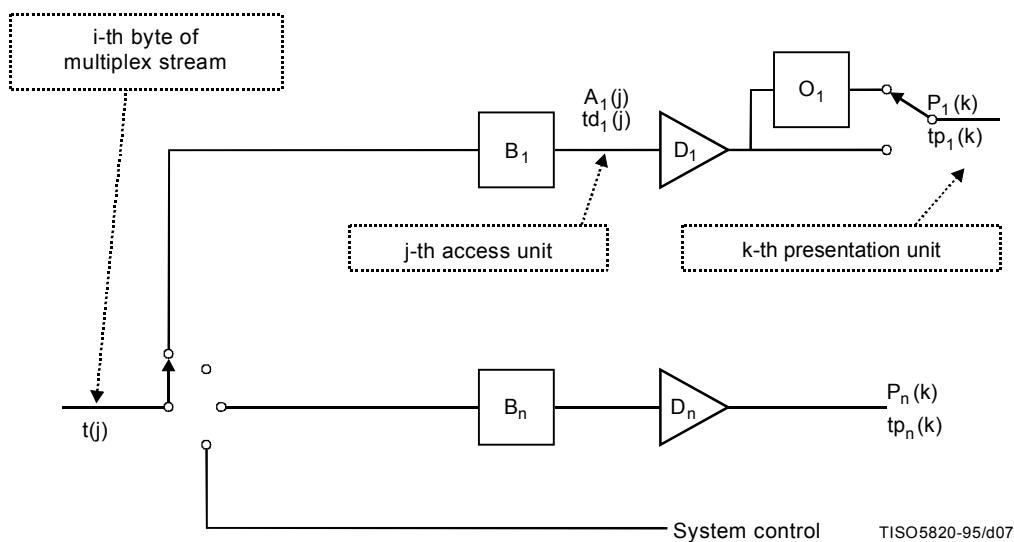 i-th byte of
multiplex stream
A₁(j)
td₁(j)
B₁
D₁
O₁
P₁(k)
tp₁(k)
j-th access unit
k-th presentation unit
t(j)
Bₙ
Dₙ
Pₙ(k)
tpₙ(k)
System control
TISO5820-95/d07